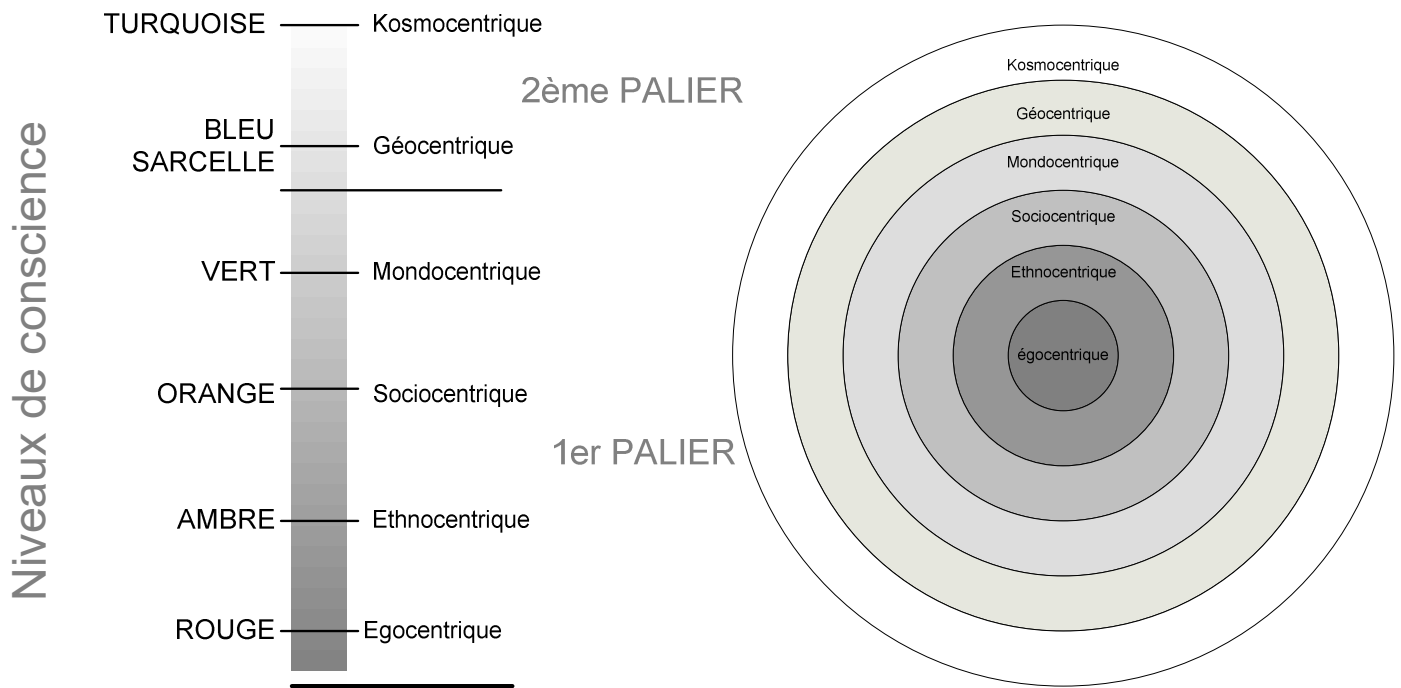 Niveaux de conscience
TURQUOISE
Kosmocentrique
2ème PALIER
BLEU
SARCELLE
Géocentrique
VERT
Mondocentrique
ORANGE
Sociocentrique
1er PALIER
AMBRE
Ethnocentrique
ROUGE
Egocentrique
Kosmocentrique
Géocentrique
Mondocentrique
Sociocentrique
Ethnocentrique
égocentrique